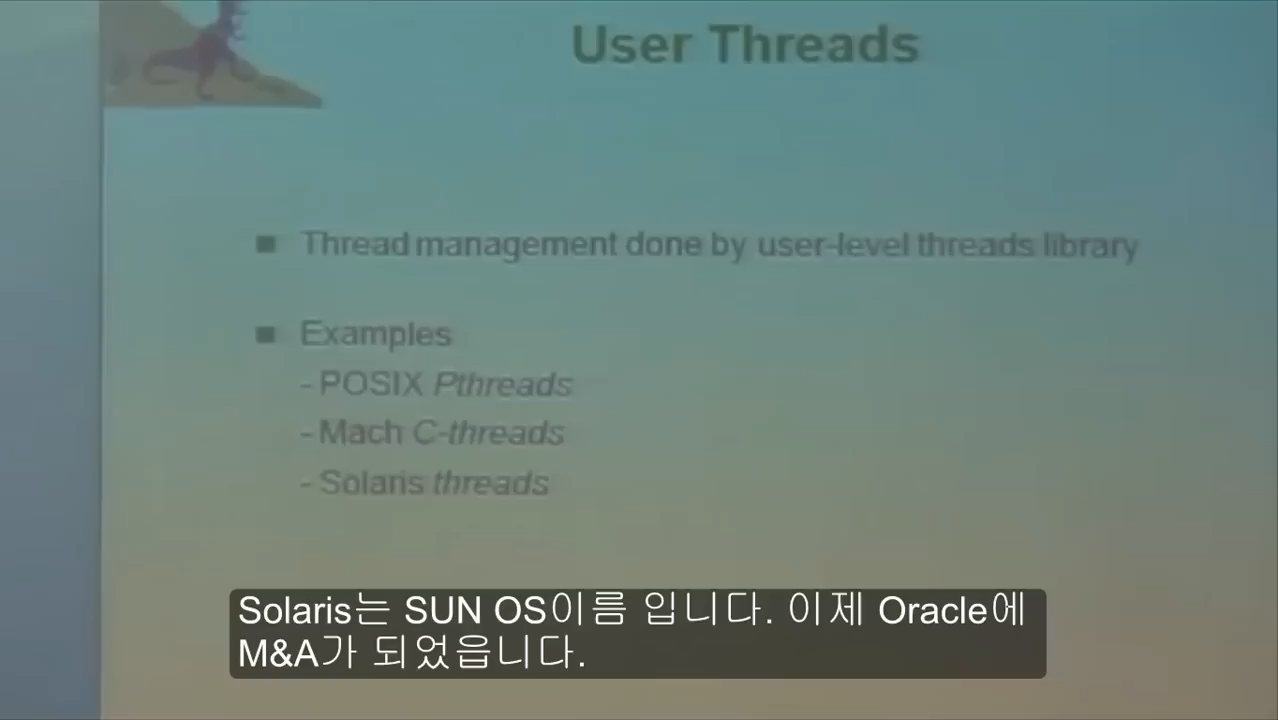 User Threads
■ Thread management done by user-level threads library
■ Examples
- POSIX Pthreads
- Mach C-threads
- Solaris threads
Solaris는 SUN OS이름 입니다. 이제 Oracle에
M&A가 되었읍니다.